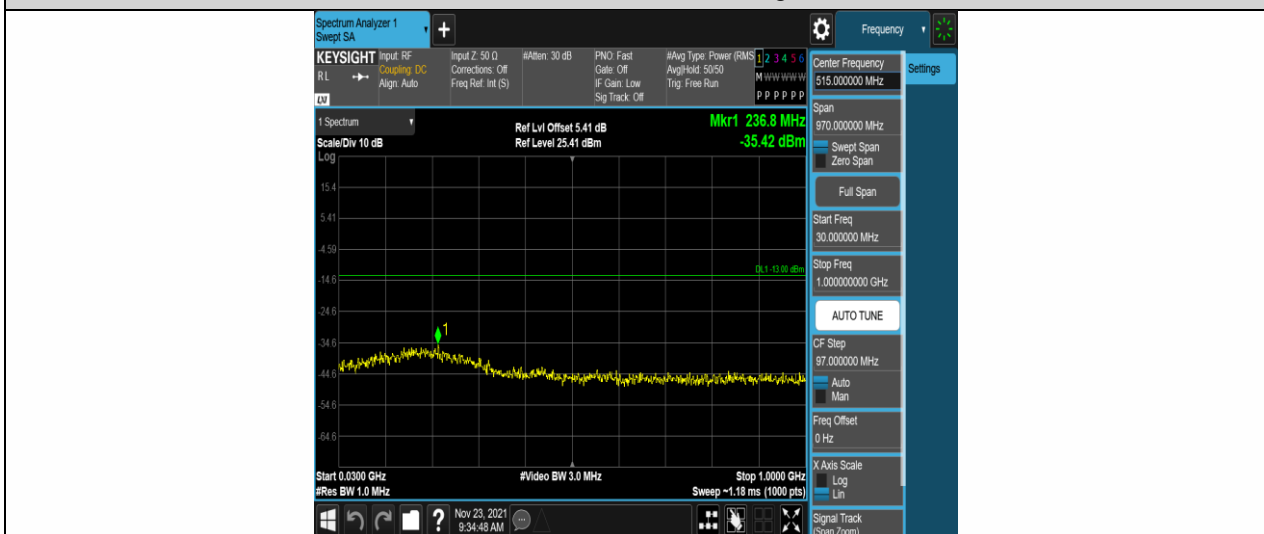 Spectrum Analyzer 1
Swept SA
Frequency
KEYSIGHT
RL
LXI
Input: RF
Coupling: DC
Align: Auto
Input Z: 50 Ω
Corrections: Off
Freq Ref: Int (S)
#Atten: 30 dB
PNO: Fast
Gate: Off
IF Gain: Low
Sig Track: Off
#Avg Type: Power (RMS
Avg|Hold: 50/50
Trig: Free Run
1 2 3 4 5 6
M W W W W W
P P P P P P
1 Spectrum
Scale/Div 10 dB
Log
Ref Lvl Offset 5.41 dB
Ref Level 25.41 dBm
Mkr1 236.8 MHz
-35.42 dBm
15.4
5.41
-4.59
DL1 -13.00 dBm
-14.6
-24.6
1
-34.6
-44.6
-54.6
-64.6
Start 0.0300 GHz
#Res BW 1.0 MHz
#Video BW 3.0 MHz
Stop 1.0000 GHz
Sweep ~1.18 ms (1000 pts)
Nov 23, 2021
9:34:48 AM
Center Frequency
515.000000 MHz
Settings
Span
970.000000 MHz
Swept Span
Zero Span
Full Span
Start Freq
30.000000 MHz
Stop Freq
1.000000000 GHz
AUTO TUNE
CF Step
97.000000 MHz
Auto
Man
Freq Offset
0 Hz
X Axis Scale
Log
Lin
Signal Track
(Span Zoom)